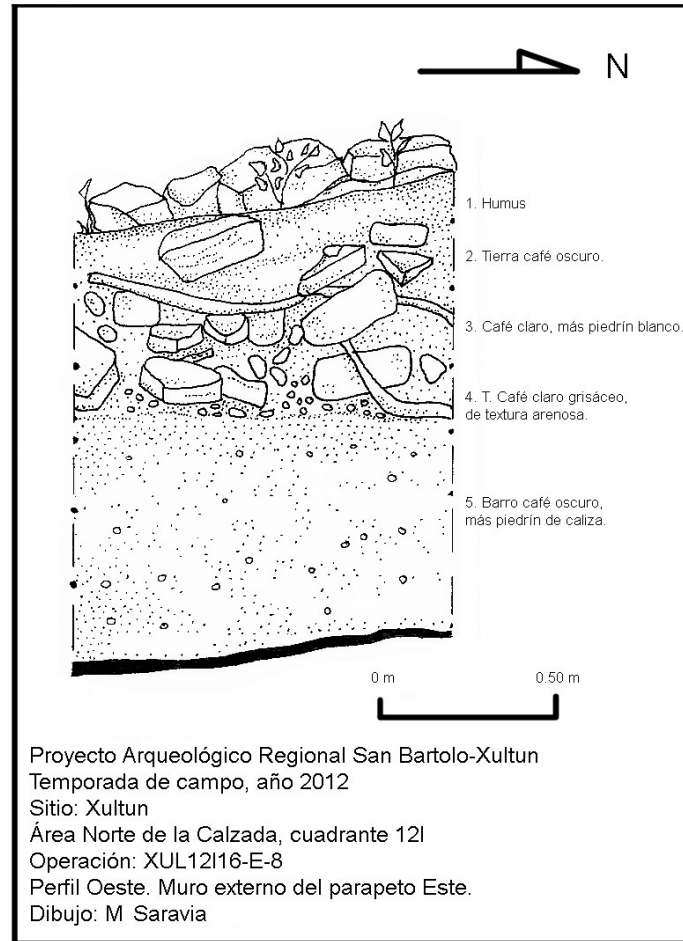 N
1. Humus
2. Tierra café oscuro.
3. Café claro, más piedrín blanco.
4. T. Café claro grisáceo,
de textura arenosa.
5. Barro café oscuro,
más piedrín de caliza.
0 m 0.50 m
Proyecto Arqueológico Regional San Bartolo-Xultun
Temporada de campo, año 2012
Sitio: Xultun
Área Norte de la Calzada, cuadrante 12I
Operación: XUL12I16-E-8
Perfil Oeste. Muro externo del parapeto Este.
Dibujo: M Saravia